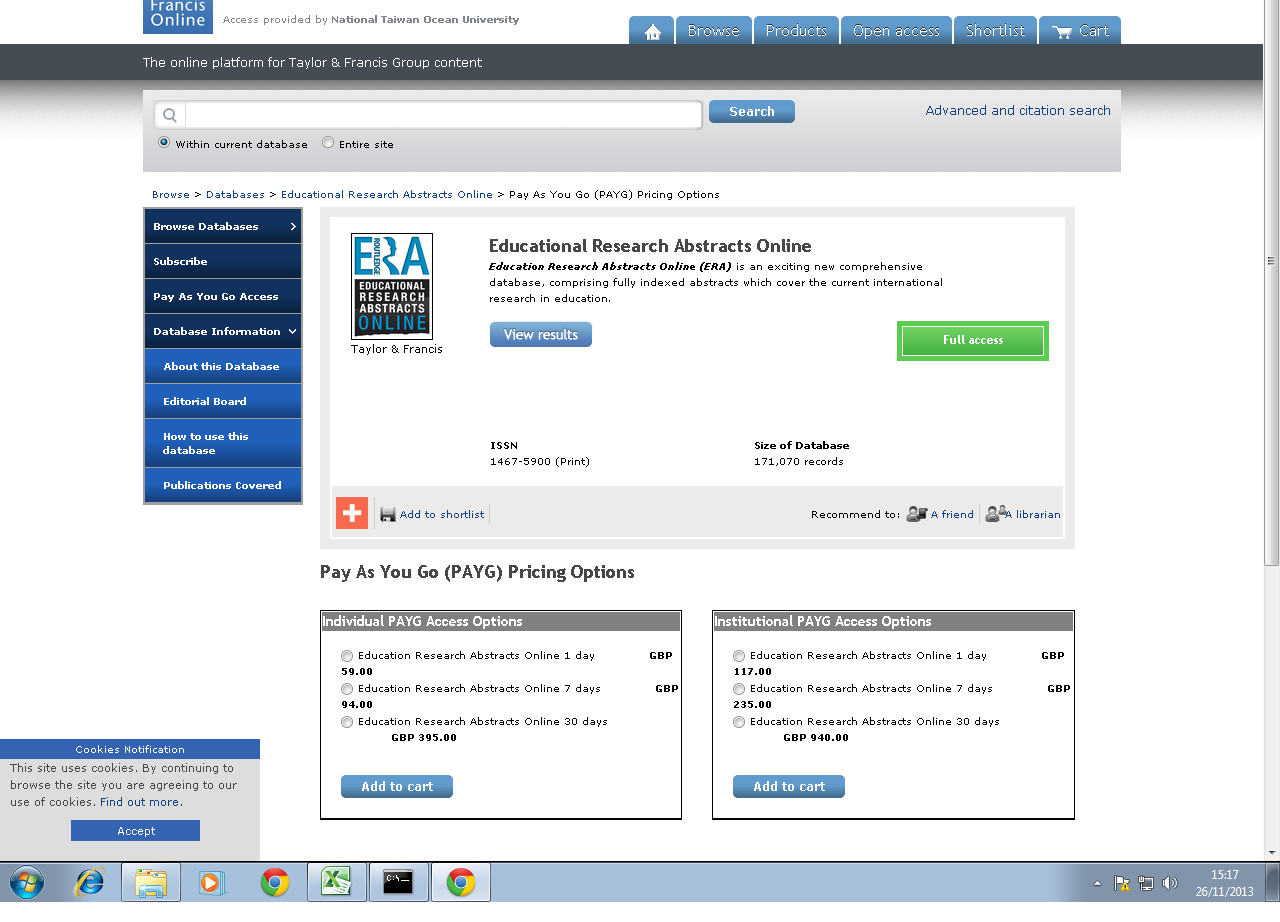 Francis
Online
Access provided by National Taiwan Ocean University
Browse
Products
Open access
Shortlist
Cart
The online platform for Taylor & Francis Group content
Search
Advanced and citation search
Within current database
Entire site
Browse > Databases > Educational Research Abstracts Online > Pay As You Go (PAYG) Pricing Options
Browse Databases
Subscribe
Pay As You Go Access
Database Information
About this Database
Editorial Board
How to use this
database
Publications Covered
ROUTLEDGE
ERA
EDUCATIONAL
RESEARCH
ABSTRACTS
ONLINE
Taylor & Francis
Educational Research Abstracts Online
Education Research Abstracts Online (ERA) is an exciting new comprehensive
database, comprising fully indexed abstracts which cover the current international
research in education.
View results
Full access
ISSN
1467-5900 (Print)
Size of Database
171,070 records
Add to shortlist
Recommend to:
A friend
A librarian
Pay As You Go (PAYG) Pricing Options
Individual PAYG Access Options
Education Research Abstracts Online 1 day GBP
59.00
Education Research Abstracts Online 7 days GBP
94.00
Education Research Abstracts Online 30 days
GBP 395.00
Add to cart
Institutional PAYG Access Options
Education Research Abstracts Online 1 day GBP
117.00
Education Research Abstracts Online 7 days GBP
235.00
Education Research Abstracts Online 30 days
GBP 940.00
Add to cart
Cookies Notification
This site uses cookies. By continuing to
browse the site you are agreeing to our
use of cookies. Find out more.
Accept
C:\.
15:17
26/11/2013